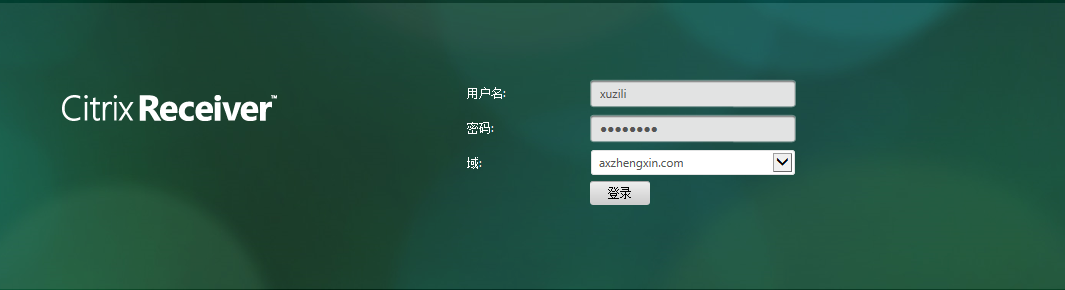 Citrix Receiver™
用户名: xuzili
密码: ••••••••
域: axzhengxin.com
登录